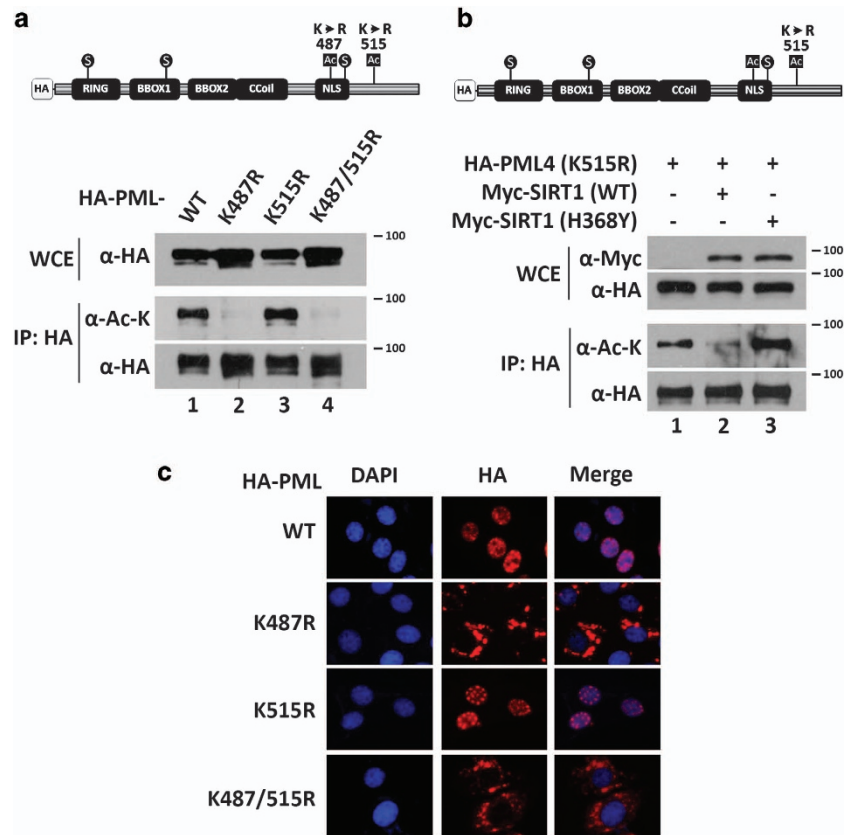 a
K➤R K➤R
487 515
S S Ac S Ac
HA RING BBOX1 BBOX2 CCoil NLS
HA-PML- WT K487R K515R K487/515R
WCE α-HA – 100
IP: HA α-Ac-K – 100
α-HA – 100
1 2 3 4
b
K➤R
515
S S Ac S Ac
HA RING BBOX1 BBOX2 CCoil NLS
HA-PML4 (K515R) + + +
Myc-SIRT1 (WT) - + -
Myc-SIRT1 (H368Y) - - +
WCE α-Myc – 100
α-HA – 100
IP: HA α-Ac-K – 100
α-HA – 100
1 2 3
c
HA-PML DAPI HA Merge
WT
K487R
K515R
K487/515R